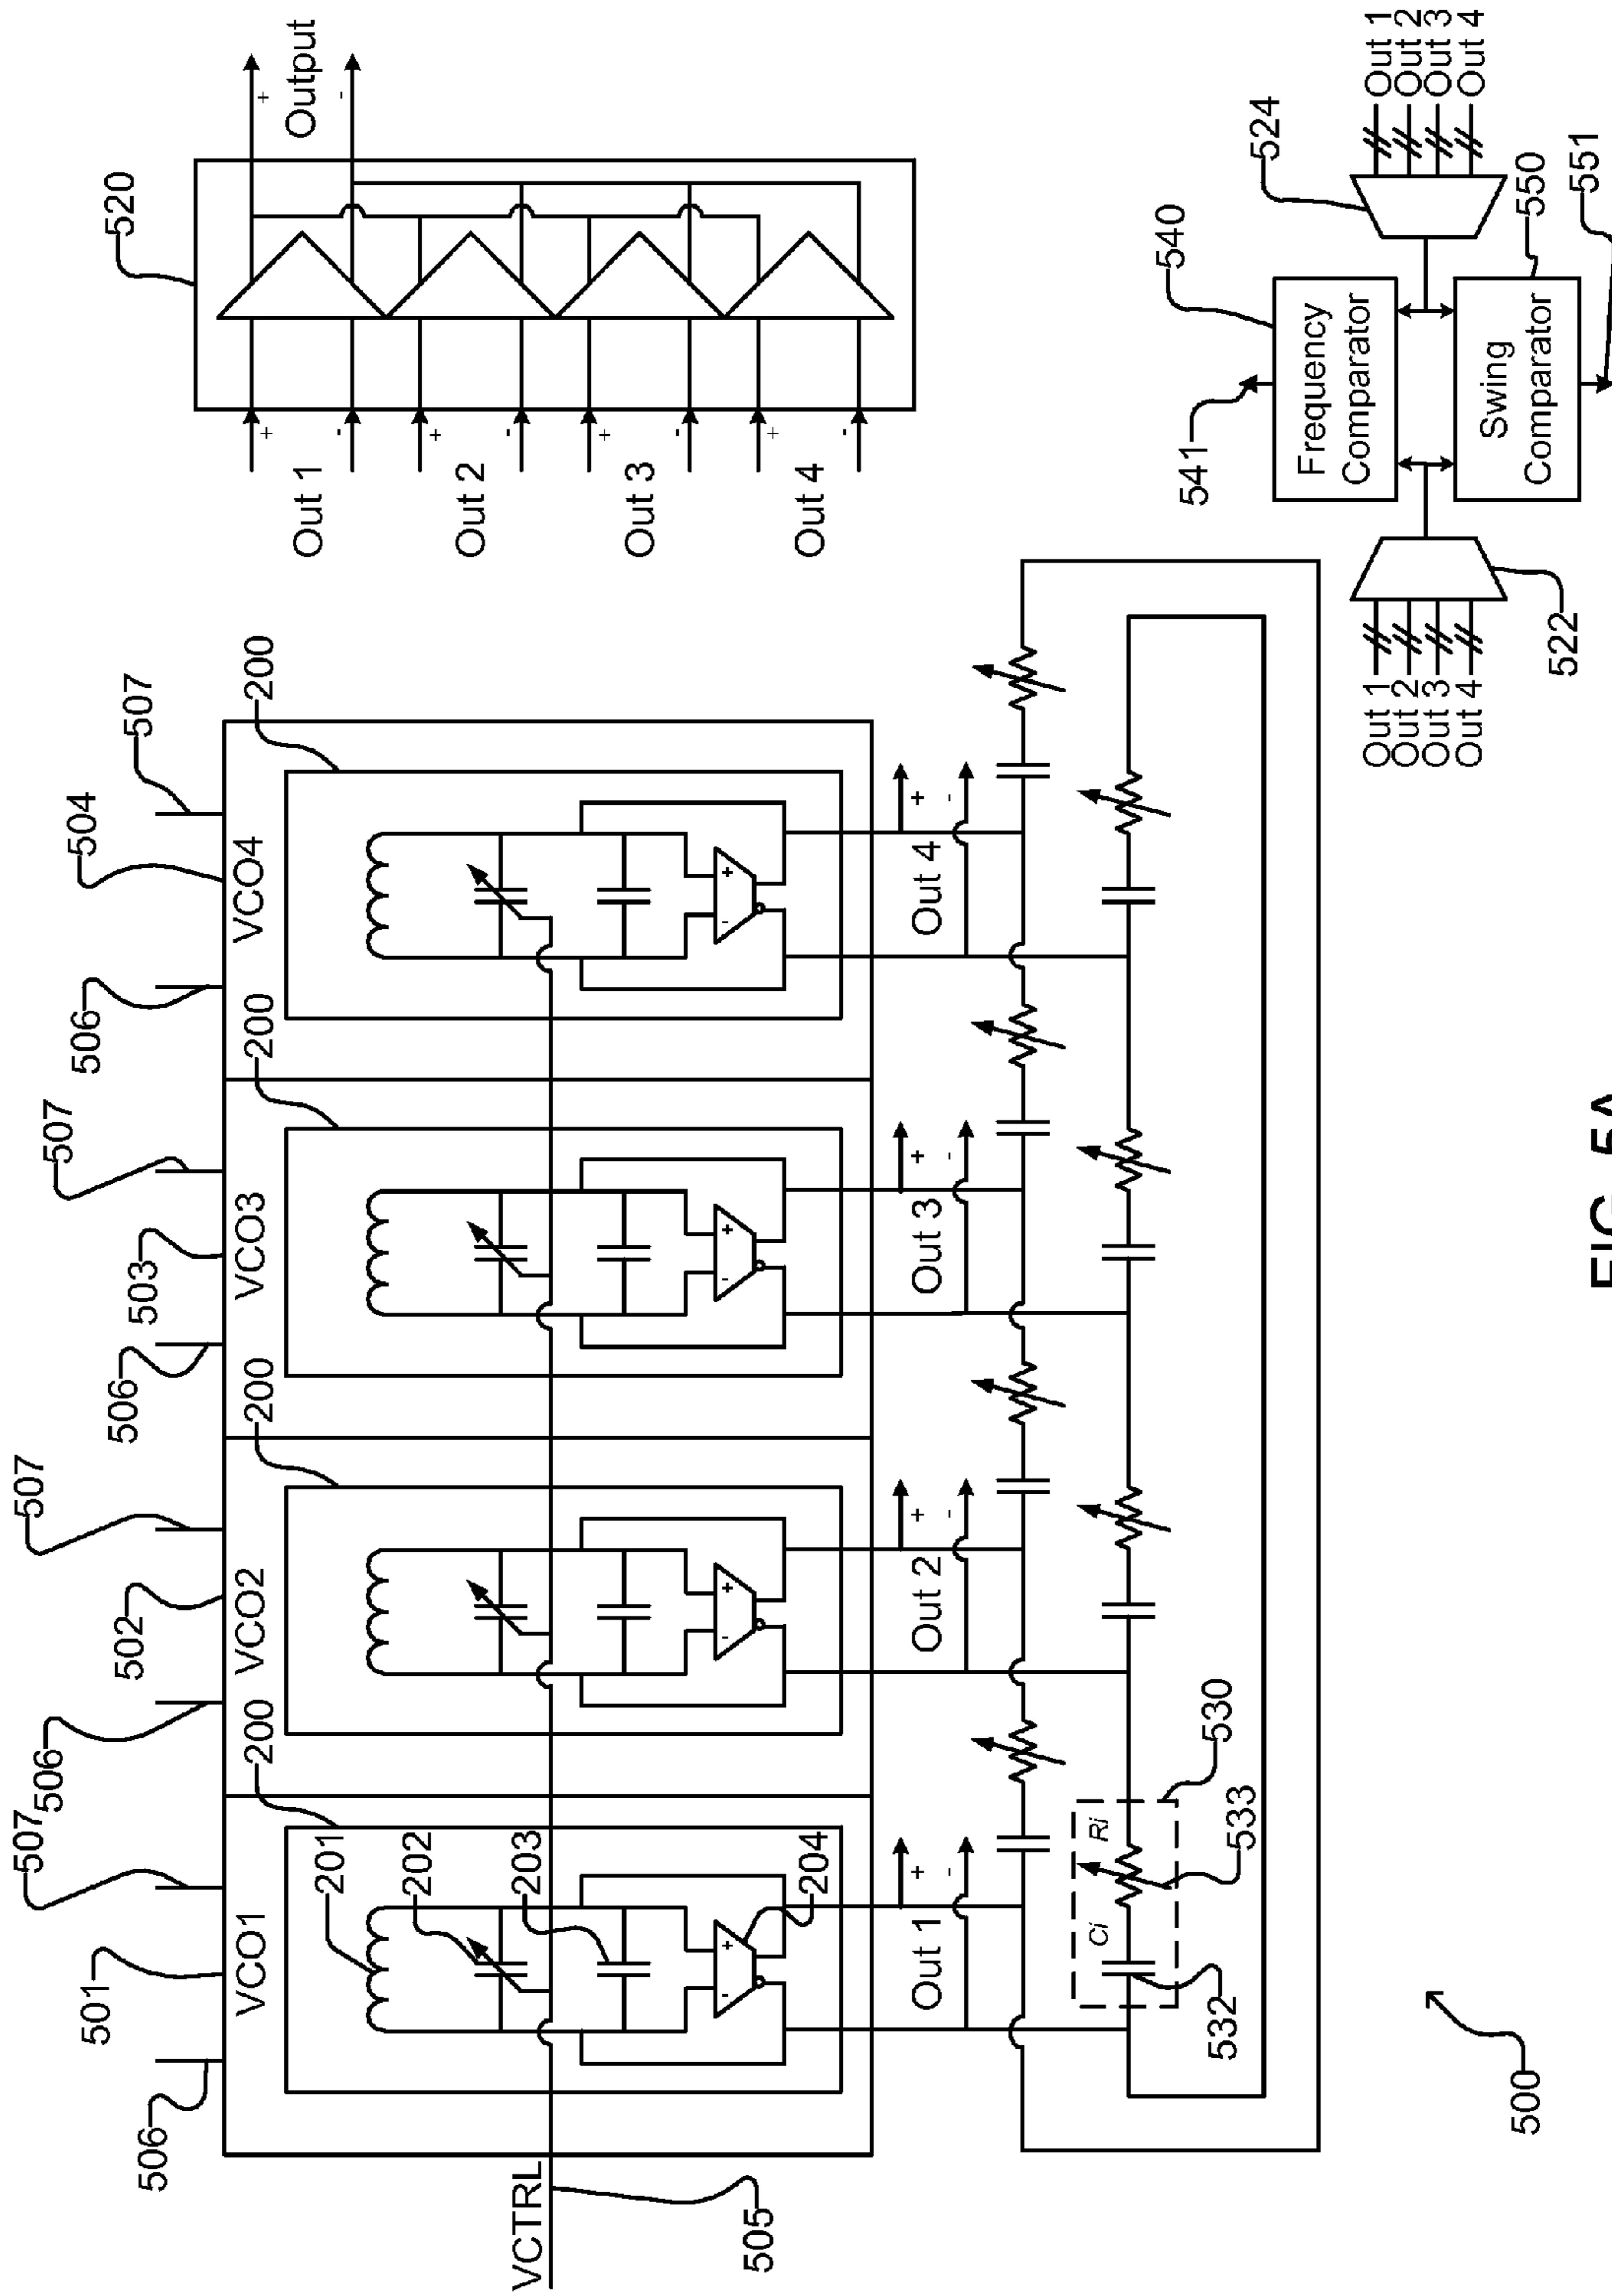 507
507
507
507
504
506
503
506
502
506
501
506
VCO1
VCO2
VCO3
VCO4
200
200
200
200
201
202
203
204
VCTRL
505
+
-
+
-
+
-
+
-
Out 1
+
-
Out 2
+
-
Out 3
+
-
Out 4
+
-
Ci
Ri
530
532
533
500
520
Out 1
+
-
Out 2
+
-
Out 3
+
-
Out 4
+
-
+
Output
-
541
540
524
Frequency
Comparator
Swing
Comparator
550
551
522
Out 1
Out 2
Out 3
Out 4
Out 1
Out 2
Out 3
Out 4
FIG. 5A